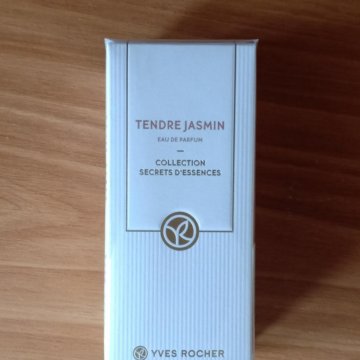 TENDRE JASMIN
EAU DE PARFUM
COLLECTION
SECRETS D'ESSENCES
YVES ROCHER